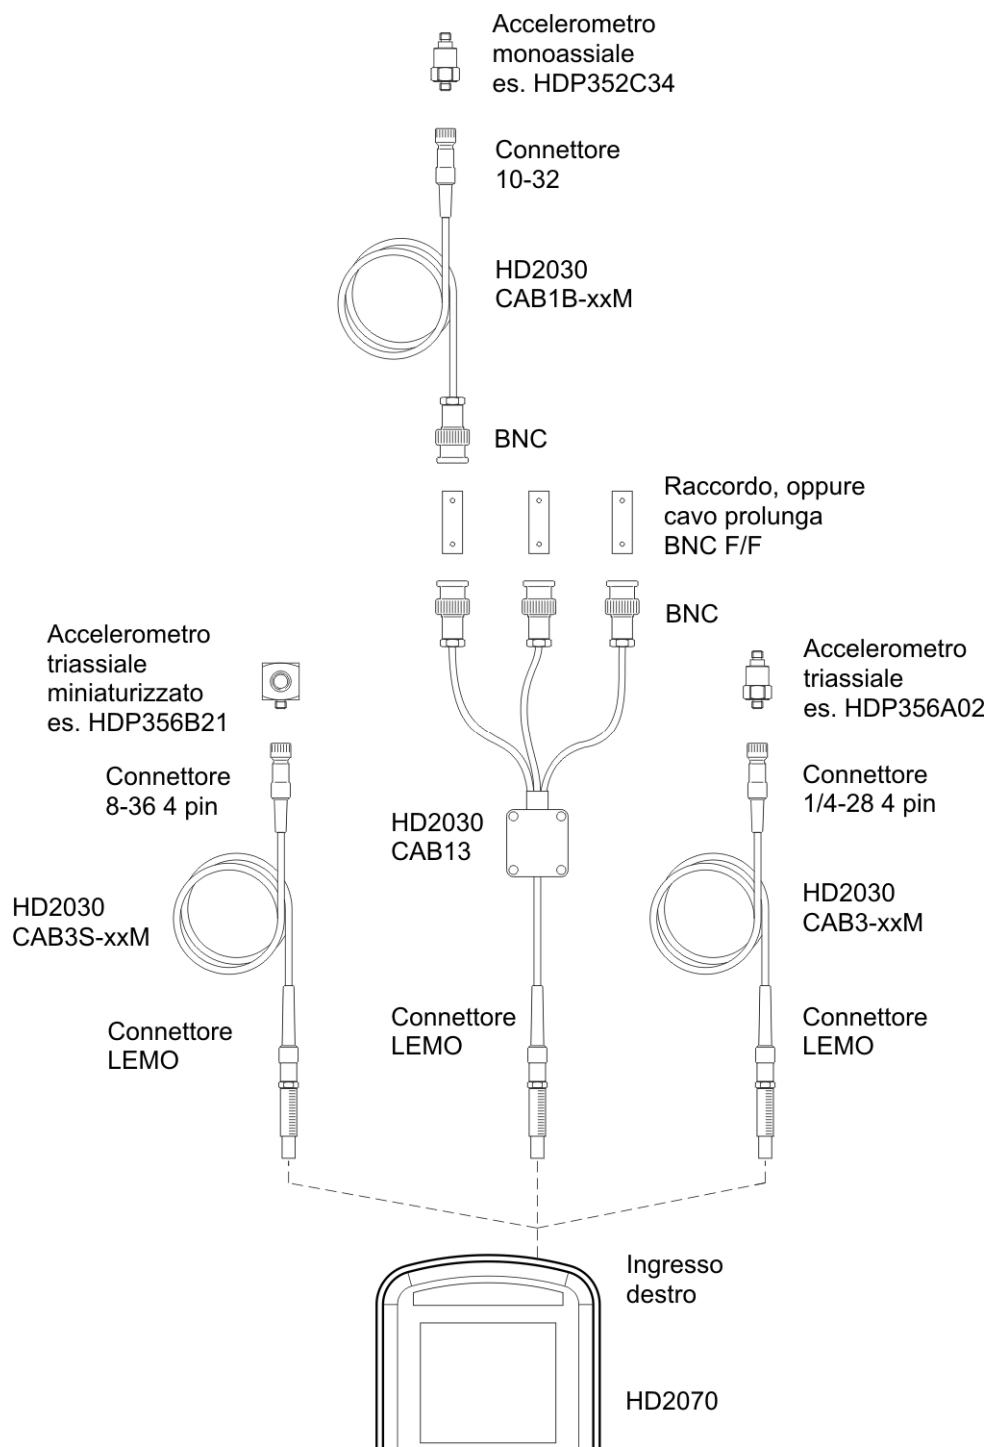 Accelerometro
monoassiale
es. HDP352C34
Connettore
10-32
HD2030
CAB1B-xxM
BNC
Raccordo, oppure
cavo prolunga
BNC F/F
BNC
Accelerometro
triassiale
miniaturizzato
es. HDP356B21
Accelerometro
triassiale
es. HDP356A02
Connettore
8-36 4 pin
Connettore
1/4-28 4 pin
HD2030
CAB13
HD2030
CAB3S-xxM
HD2030
CAB3-xxM
Connettore
LEMO
Connettore
LEMO
Connettore
LEMO
Ingresso
destro
HD2070